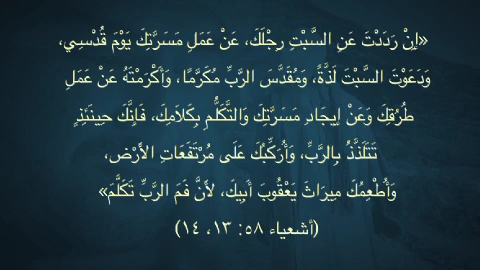 «إِنْ رَدَدْتَ عَنِ السَّبْتِ رِجْلَكَ، عَنْ عَمَلِ مَسَرَّتِكَ يَوْمَ قُدْسِي،
وَدَعَوْتَ السَّبْتَ لَذَّةً، وَمُقَدَّسَ الرَّبِّ مُكَرَّمًا، وَأَكْرَمْتَهُ عَنْ عَمَلِ
طُرُقِكَ وَعَنْ إِيجَادِ مَسَرَّتِكَ وَالتَّكَلُّمِ بِكَلاَمِكَ، فَإِنَّكَ حِينَئِذٍ
تَتَلَذَّذُ بِالرَّبِّ، وَأُرَكِّبُكَ عَلَى مُرْتَفَعَاتِ الأَرْضِ،
وَأُطْعِمُكَ مِيرَاثَ يَعْقُوبَ أَبِيكَ، لأَنَّ فَمَ الرَّبِّ تَكَلَّمَ»
(أشعياء ٥٨: ١٣، ١٤)